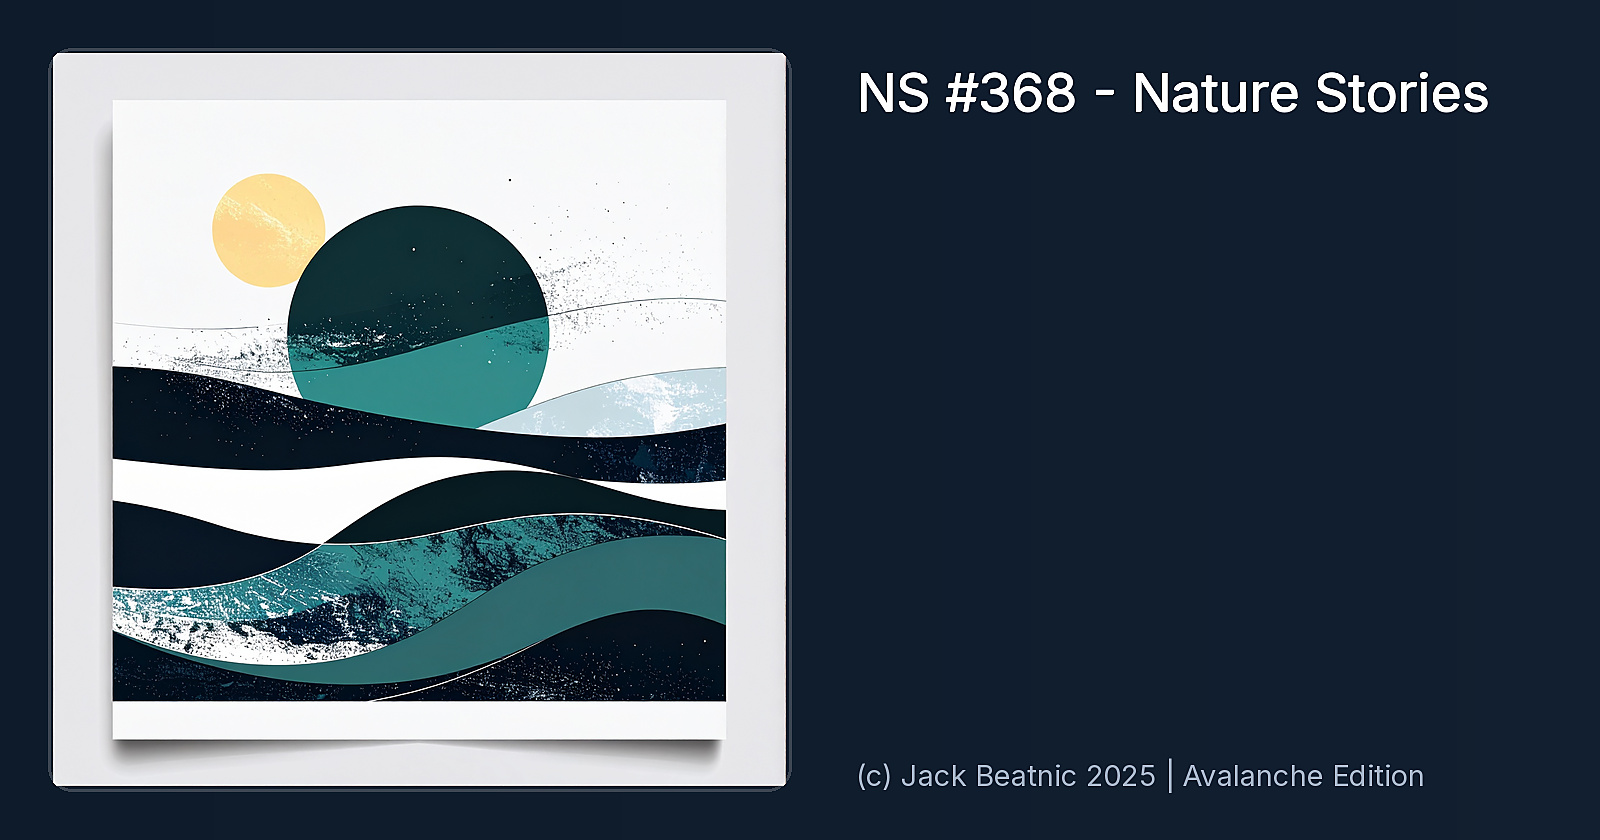 NS #368 - Nature Stories
(c) Jack Beatnic 2025 | Avalanche Edition